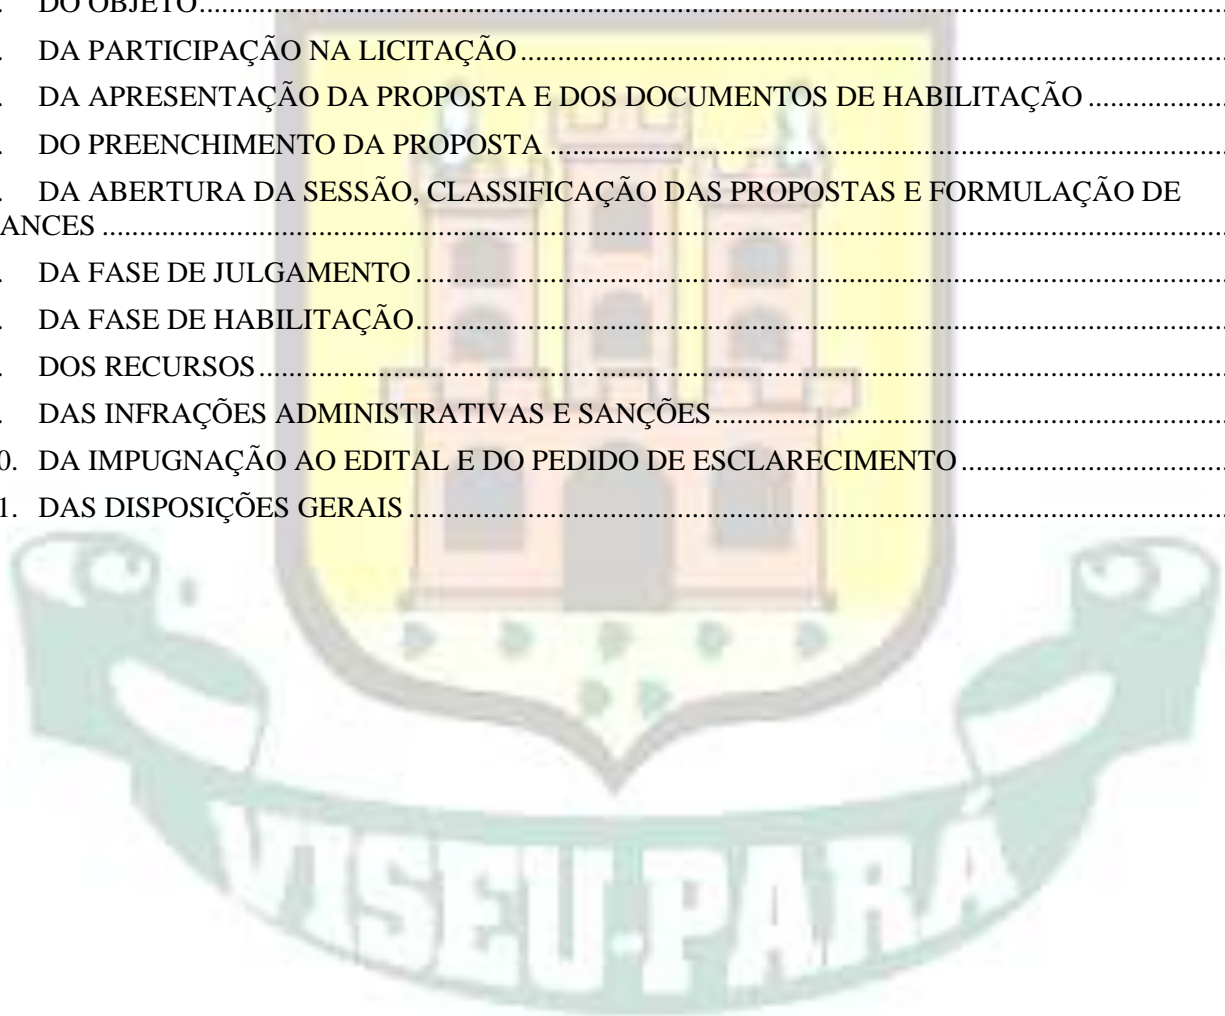 . DO OBJETO
. DA PARTICIPAÇÃO NA LICITAÇÃO
. DA APRESENTAÇÃO DA PROPOSTA E DOS DOCUMENTOS DE HABILITAÇÃO
. DO PREENCHIMENTO DA PROPOSTA
. DA ABERTURA DA SESSÃO, CLASSIFICAÇÃO DAS PROPOSTAS E FORMULAÇÃO DE
ANCES
. DA FASE DE JULGAMENTO
. DA FASE DE HABILITAÇÃO
. DOS RECURSOS
. DAS INFRAÇÕES ADMINISTRATIVAS E SANÇÕES
0. DA IMPUGNAÇÃO AO EDITAL E DO PEDIDO DE ESCLARECIMENTO
1. DAS DISPOSIÇÕES GERAIS
VISEU-PARÁ